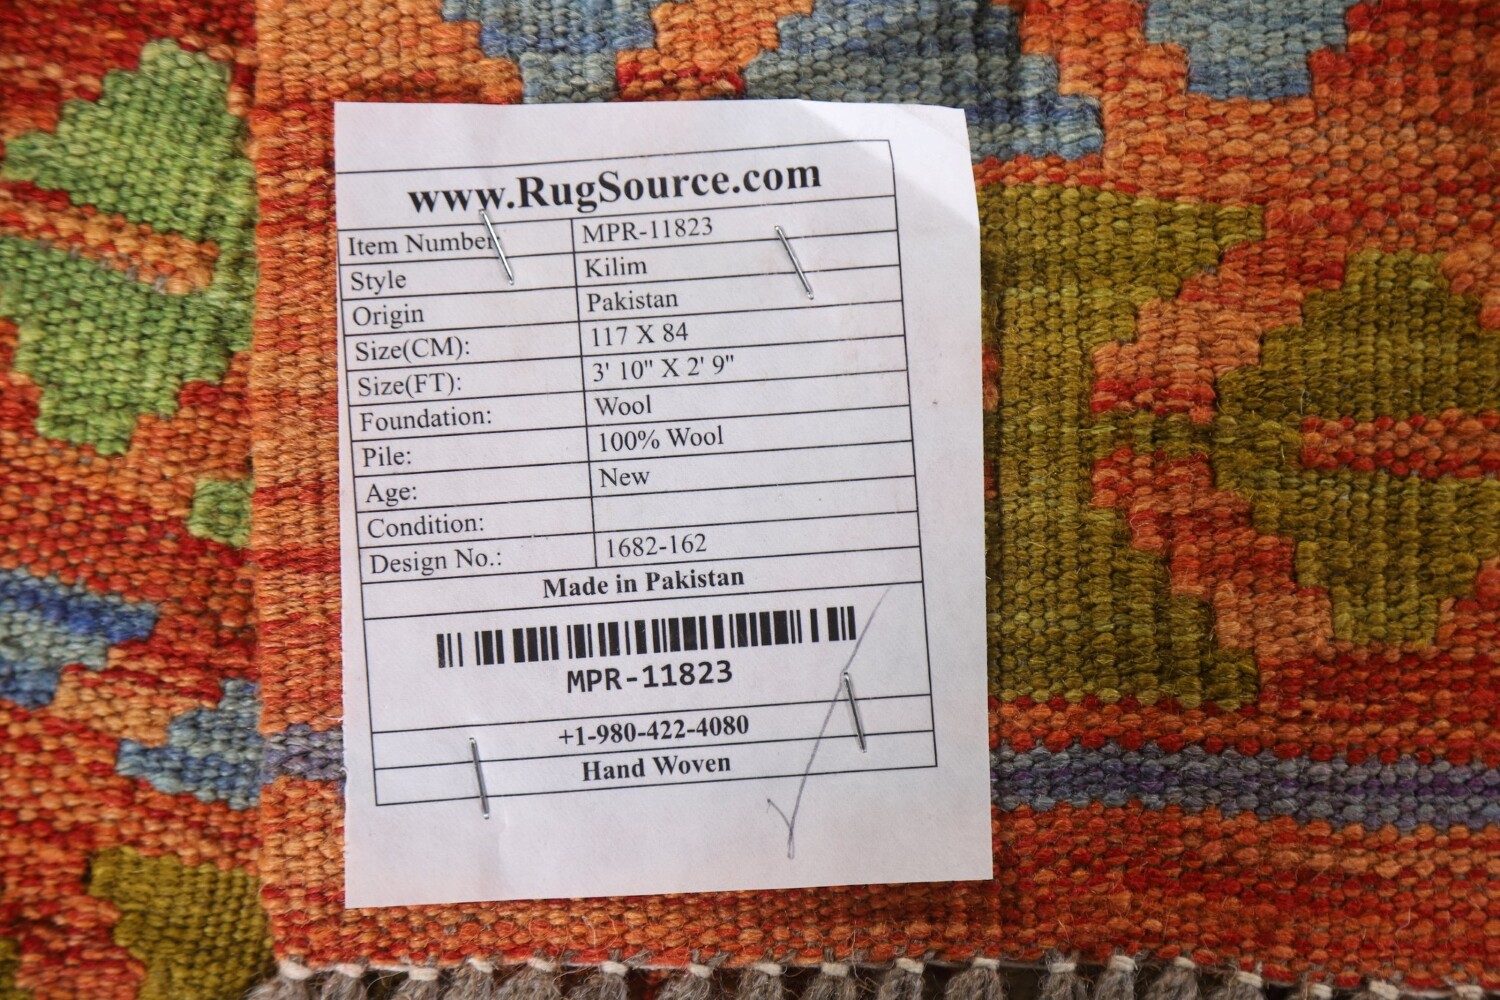 www.RugSource.com
Item Number MPR-11823
Style Kilim
Origin Pakistan
Size(CM): 117 X 84
Size(FT): 3' 10" X 2' 9"
Foundation: Wool
Pile: 100% Wool
Age: New
Condition:
Design No.: 1682-162
Made in Pakistan
MPR-11823
+1-980-422-4080
Hand Woven